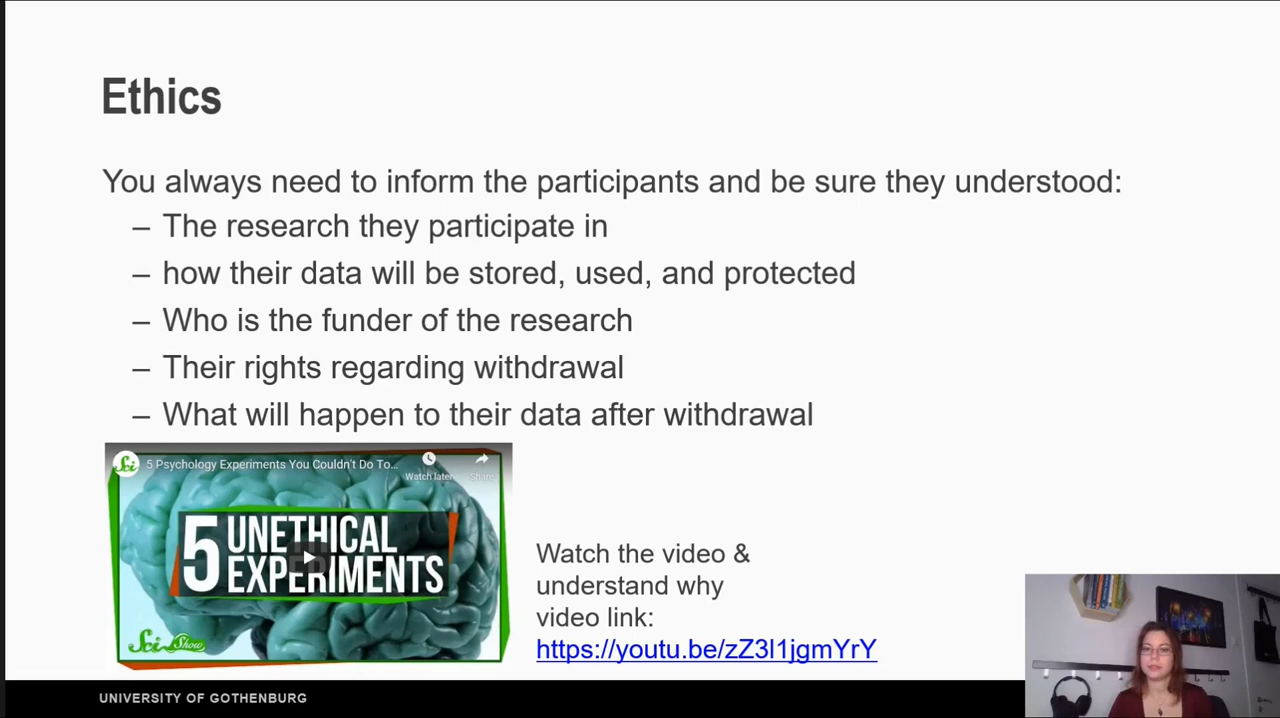 Ethics
You always need to inform the participants and be sure they understood:
– The research they participate in
– how their data will be stored, used, and protected
– Who is the funder of the research
– Their rights regarding withdrawal
– What will happen to their data after withdrawal
Sci 5 Psychology Experiments You Couldn't Do To...
Watch later Share
5 UNETHICAL
EXPERIMENTS
Sci Show
Watch the video &
understand why
video link:
https://youtu.be/zZ3l1jgmYrY
UNIVERSITY OF GOTHENBURG